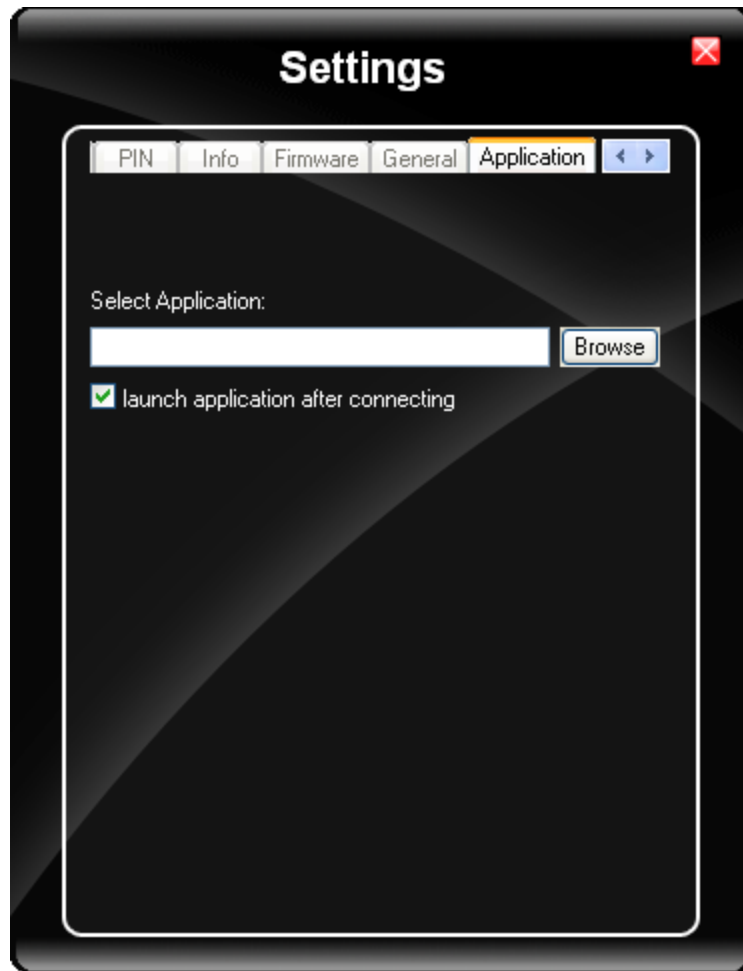 Settings
PIN Info Firmware General Application
Select Application:
Browse
launch application after connecting